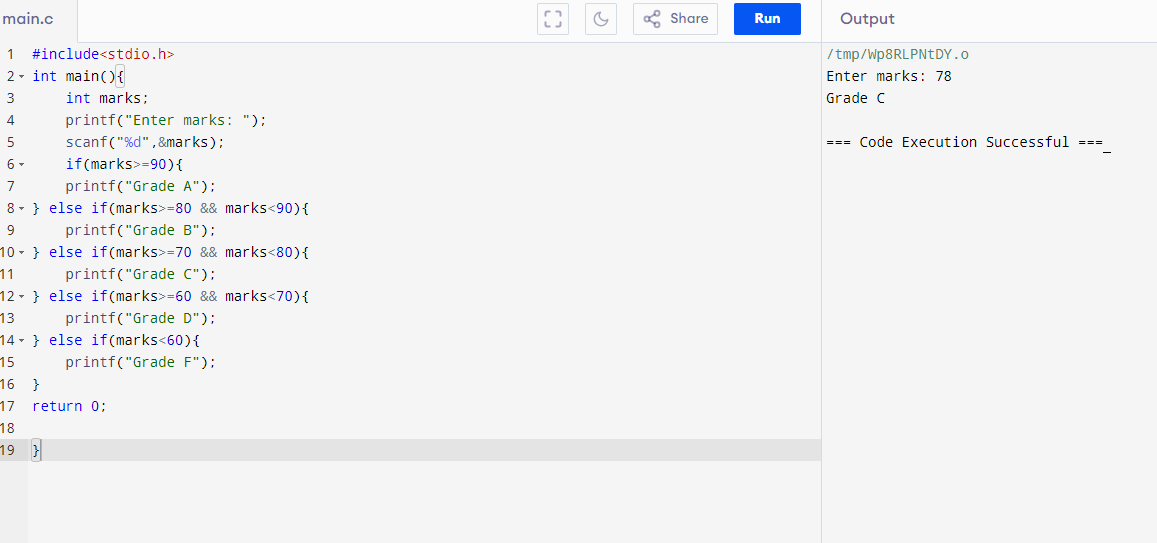 main.c
Share
Run
Output
1 #include<stdio.h>
2 int main(){
3     int marks;
4     printf("Enter marks: ");
5     scanf("%d",&marks);
6     if(marks>=90){
7     printf("Grade A");
8 } else if(marks>=80 && marks<90){
9     printf("Grade B");
10 } else if(marks>=70 && marks<80){
11     printf("Grade C");
12 } else if(marks>=60 && marks<70){
13     printf("Grade D");
14 } else if(marks<60){
15     printf("Grade F");
16 }
17 return 0;
18
19 }
/tmp/Wp8RLPNtDY.o
Enter marks: 78
Grade C
=== Code Execution Successful ===_